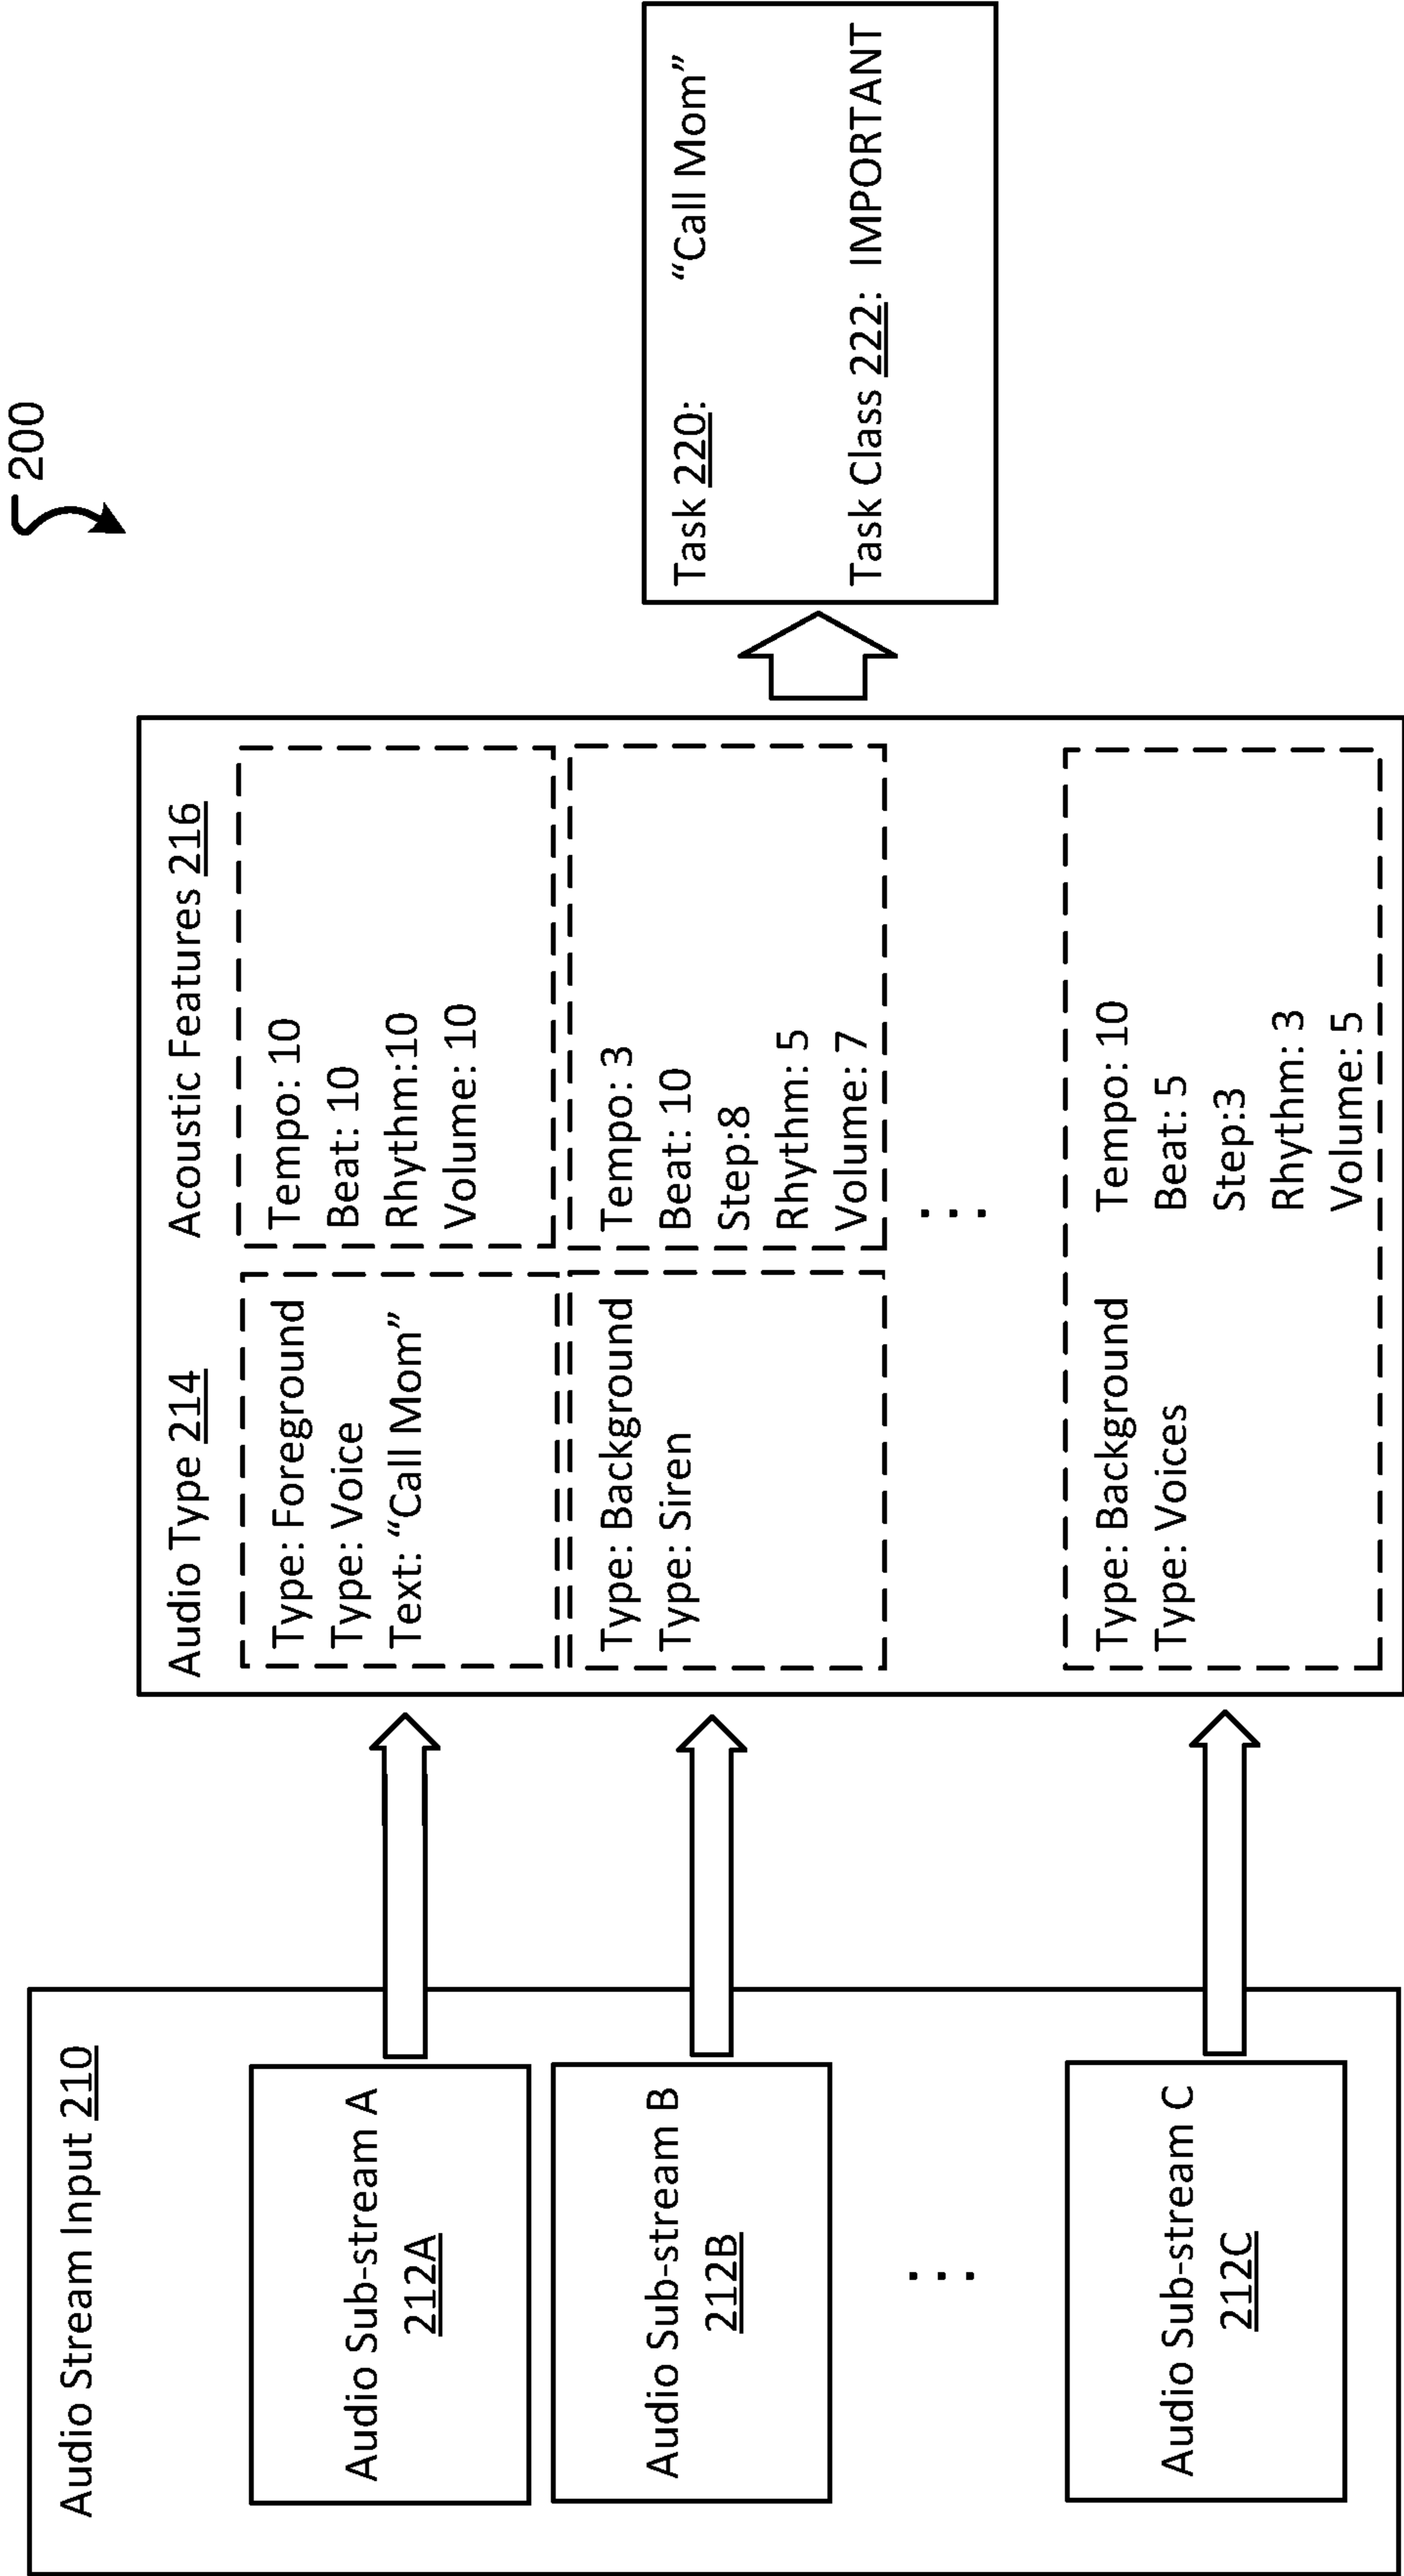 200
Audio Stream Input 210
Audio Sub-stream A
212A
Audio Sub-stream B
212B
...
Audio Sub-stream C
212C
Audio Type 214
Acoustic Features 216
Type: Foreground
Type: Voice
Text: “Call Mom”
Tempo: 10
Beat: 10
Rhythm:10
Volume: 10
Type: Background
Type: Siren
Tempo: 3
Beat: 10
Step:8
Rhythm: 5
Volume: 7
...
Type: Background
Type: Voices
Tempo: 10
Beat: 5
Step:3
Rhythm: 3
Volume: 5
Task 220: “Call Mom”
Task Class 222: IMPORTANT